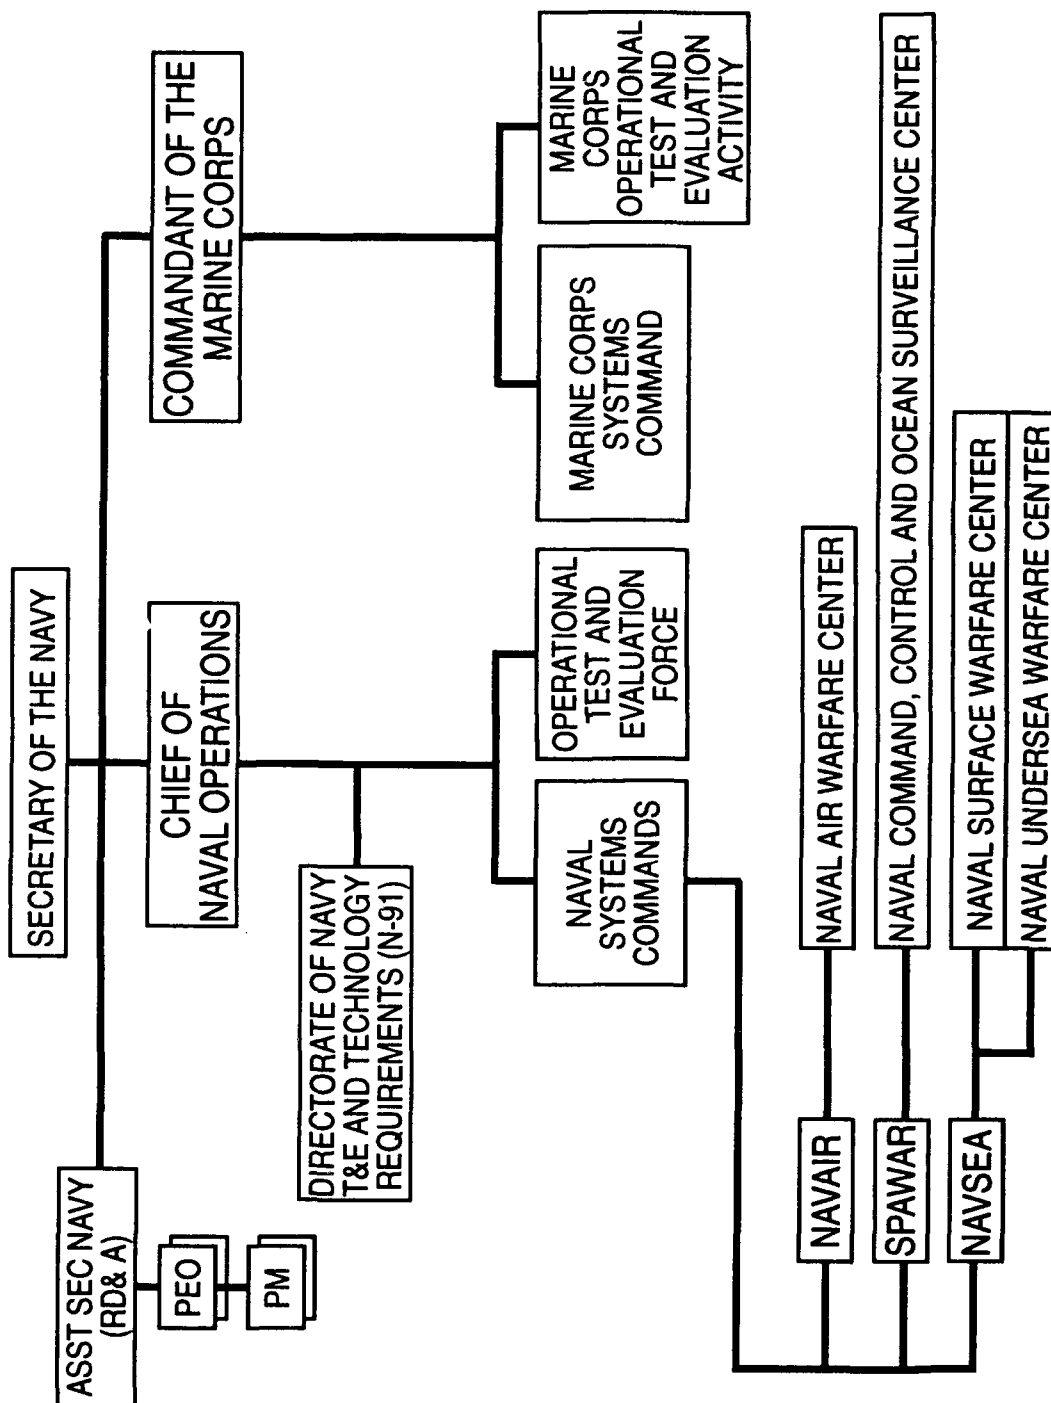 SECRETARY OF THE NAVY
ASST SEC NAVY
(RD& A)
PEO
PM
CHIEF OF
NAVAL OPERATIONS
COMMANDANT OF THE
MARINE CORPS
DIRECTORATE OF NAVY
T&E AND TECHNOLOGY
REQUIREMENTS (N-91)
NAVAL
SYSTEMS
COMMANDS
OPERATIONAL
TEST AND
EVALUATION
FORCE
MARINE CORPS
SYSTEMS
COMMAND
MARINE
CORPS
OPERATIONAL
TEST AND
EVALUATION
ACTIVITY
NAVAIR
NAVAL AIR WARFARE CENTER
SPAWAR
NAVAL COMMAND, CONTROL AND OCEAN SURVEILLANCE CENTER
NAVSEA
NAVAL SURFACE WARFARE CENTER
NAVAL UNDERSEA WARFARE CENTER